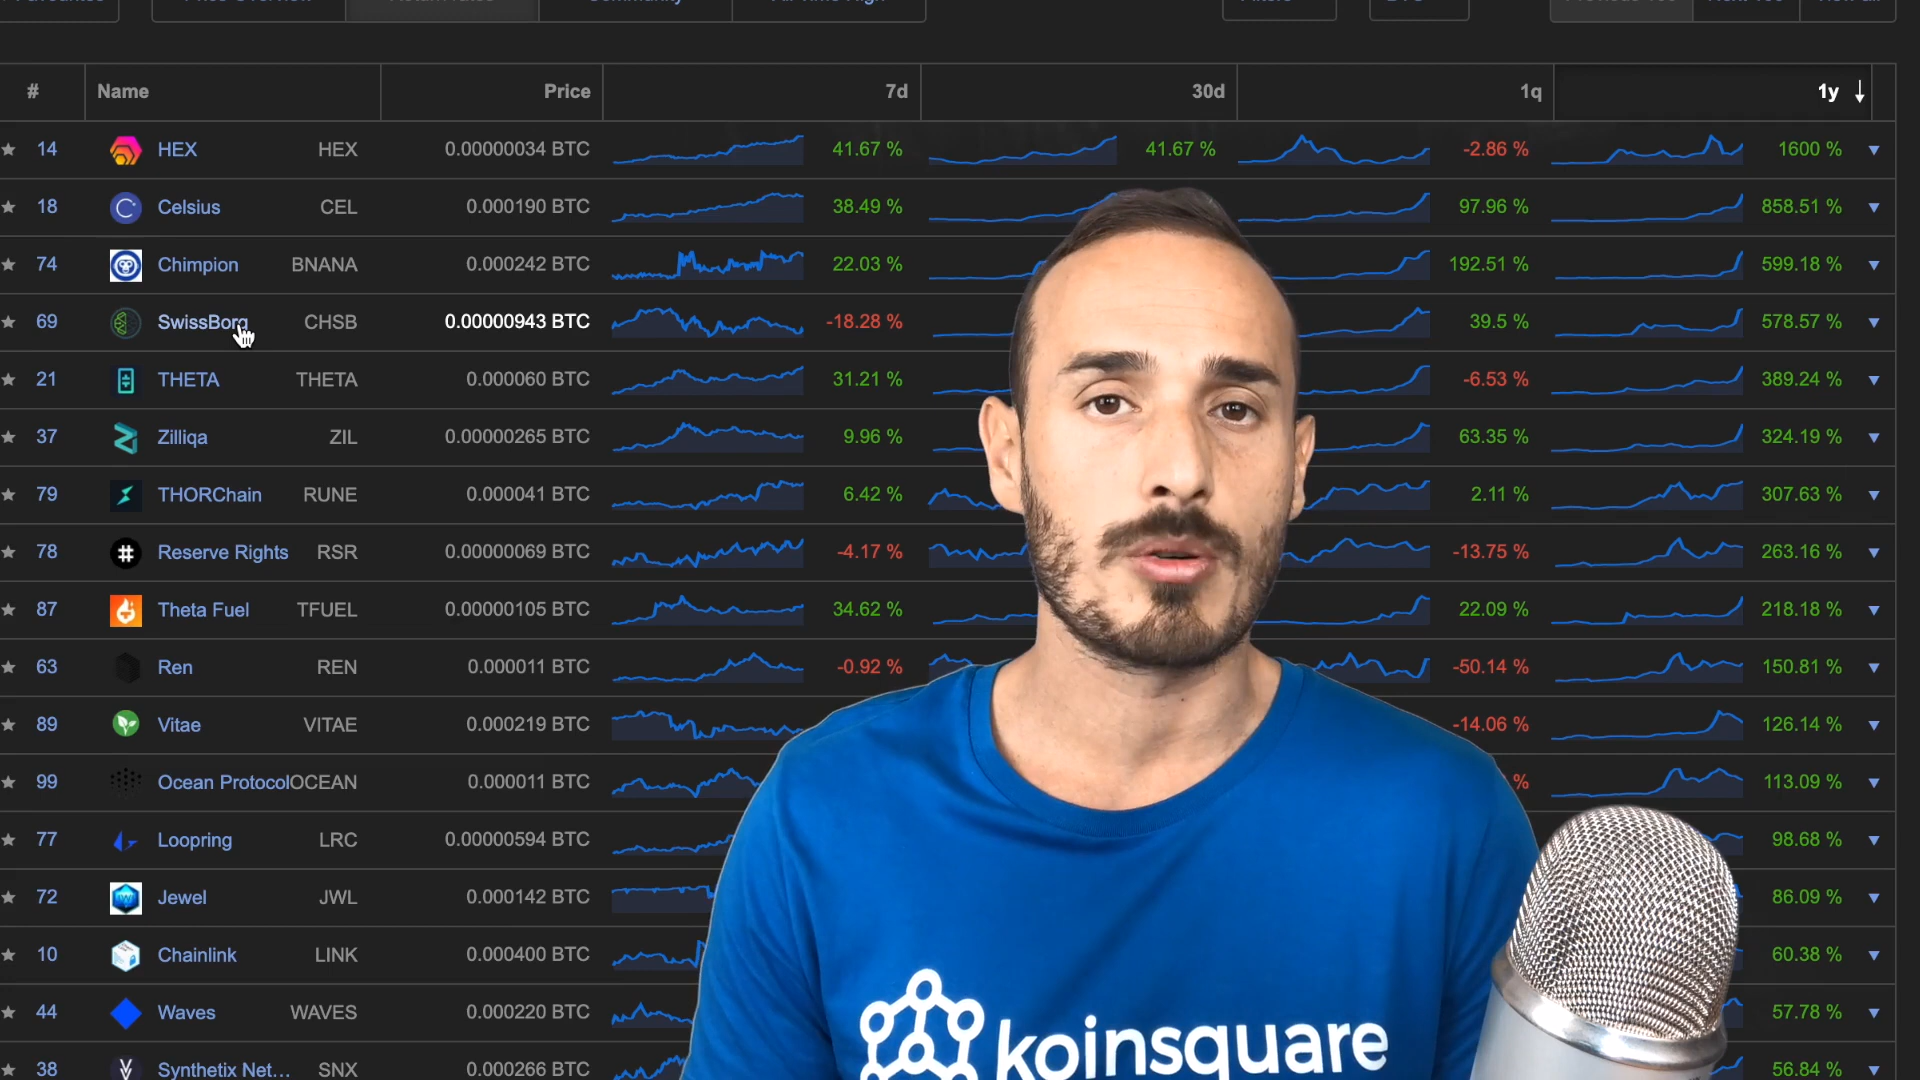 # Name Price 7d 30d 1q 1y ↓
14 HEX HEX 0.00000034 BTC 41.67 % 41.67 % -2.86 % 1600 %
18 Celsius CEL 0.000190 BTC 38.49 % 97.96 % 858.51 %
74 Chimpion BNANA 0.000242 BTC 22.03 % 192.51 % 599.18 %
69 SwissBorg CHSB 0.00000943 BTC -18.28 % 39.5 % 578.57 %
21 THETA THETA 0.000060 BTC 31.21 % -6.53 % 389.24 %
37 Zilliqa ZIL 0.00000265 BTC 9.96 % 63.35 % 324.19 %
79 THORChain RUNE 0.000041 BTC 6.42 % 2.11 % 307.63 %
78 Reserve Rights RSR 0.00000069 BTC -4.17 % -13.75 % 263.16 %
87 Theta Fuel TFUEL 0.00000105 BTC 34.62 % 22.09 % 218.18 %
63 Ren REN 0.000011 BTC -0.92 % -50.14 % 150.81 %
89 Vitae VITAE 0.000219 BTC -14.06 % 126.14 %
99 Ocean Protocol OCEAN 0.000011 BTC % 113.09 %
77 Loopring LRC 0.00000594 BTC 98.68 %
72 Jewel JWL 0.000142 BTC 86.09 %
10 Chainlink LINK 0.000400 BTC 60.38 %
44 Waves WAVES 0.000220 BTC 57.78 %
38 Synthetix Net... SNX 0.000266 BTC 56.84 %
koinsquare